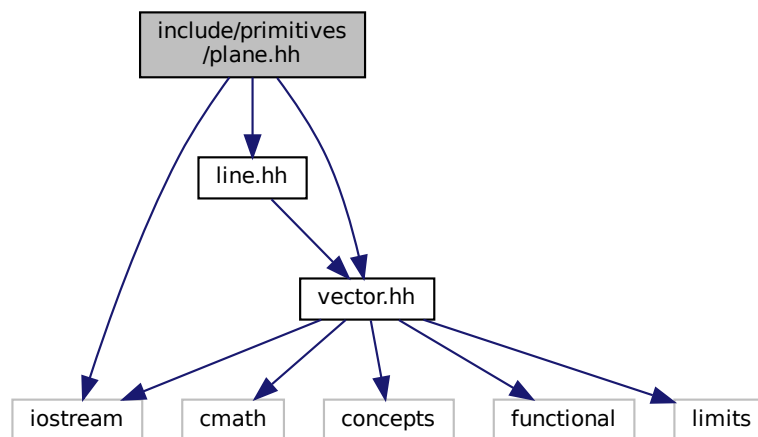 include/primitives
/plane.hh
line.hh
vector.hh
iostream
cmath
concepts
functional
limits